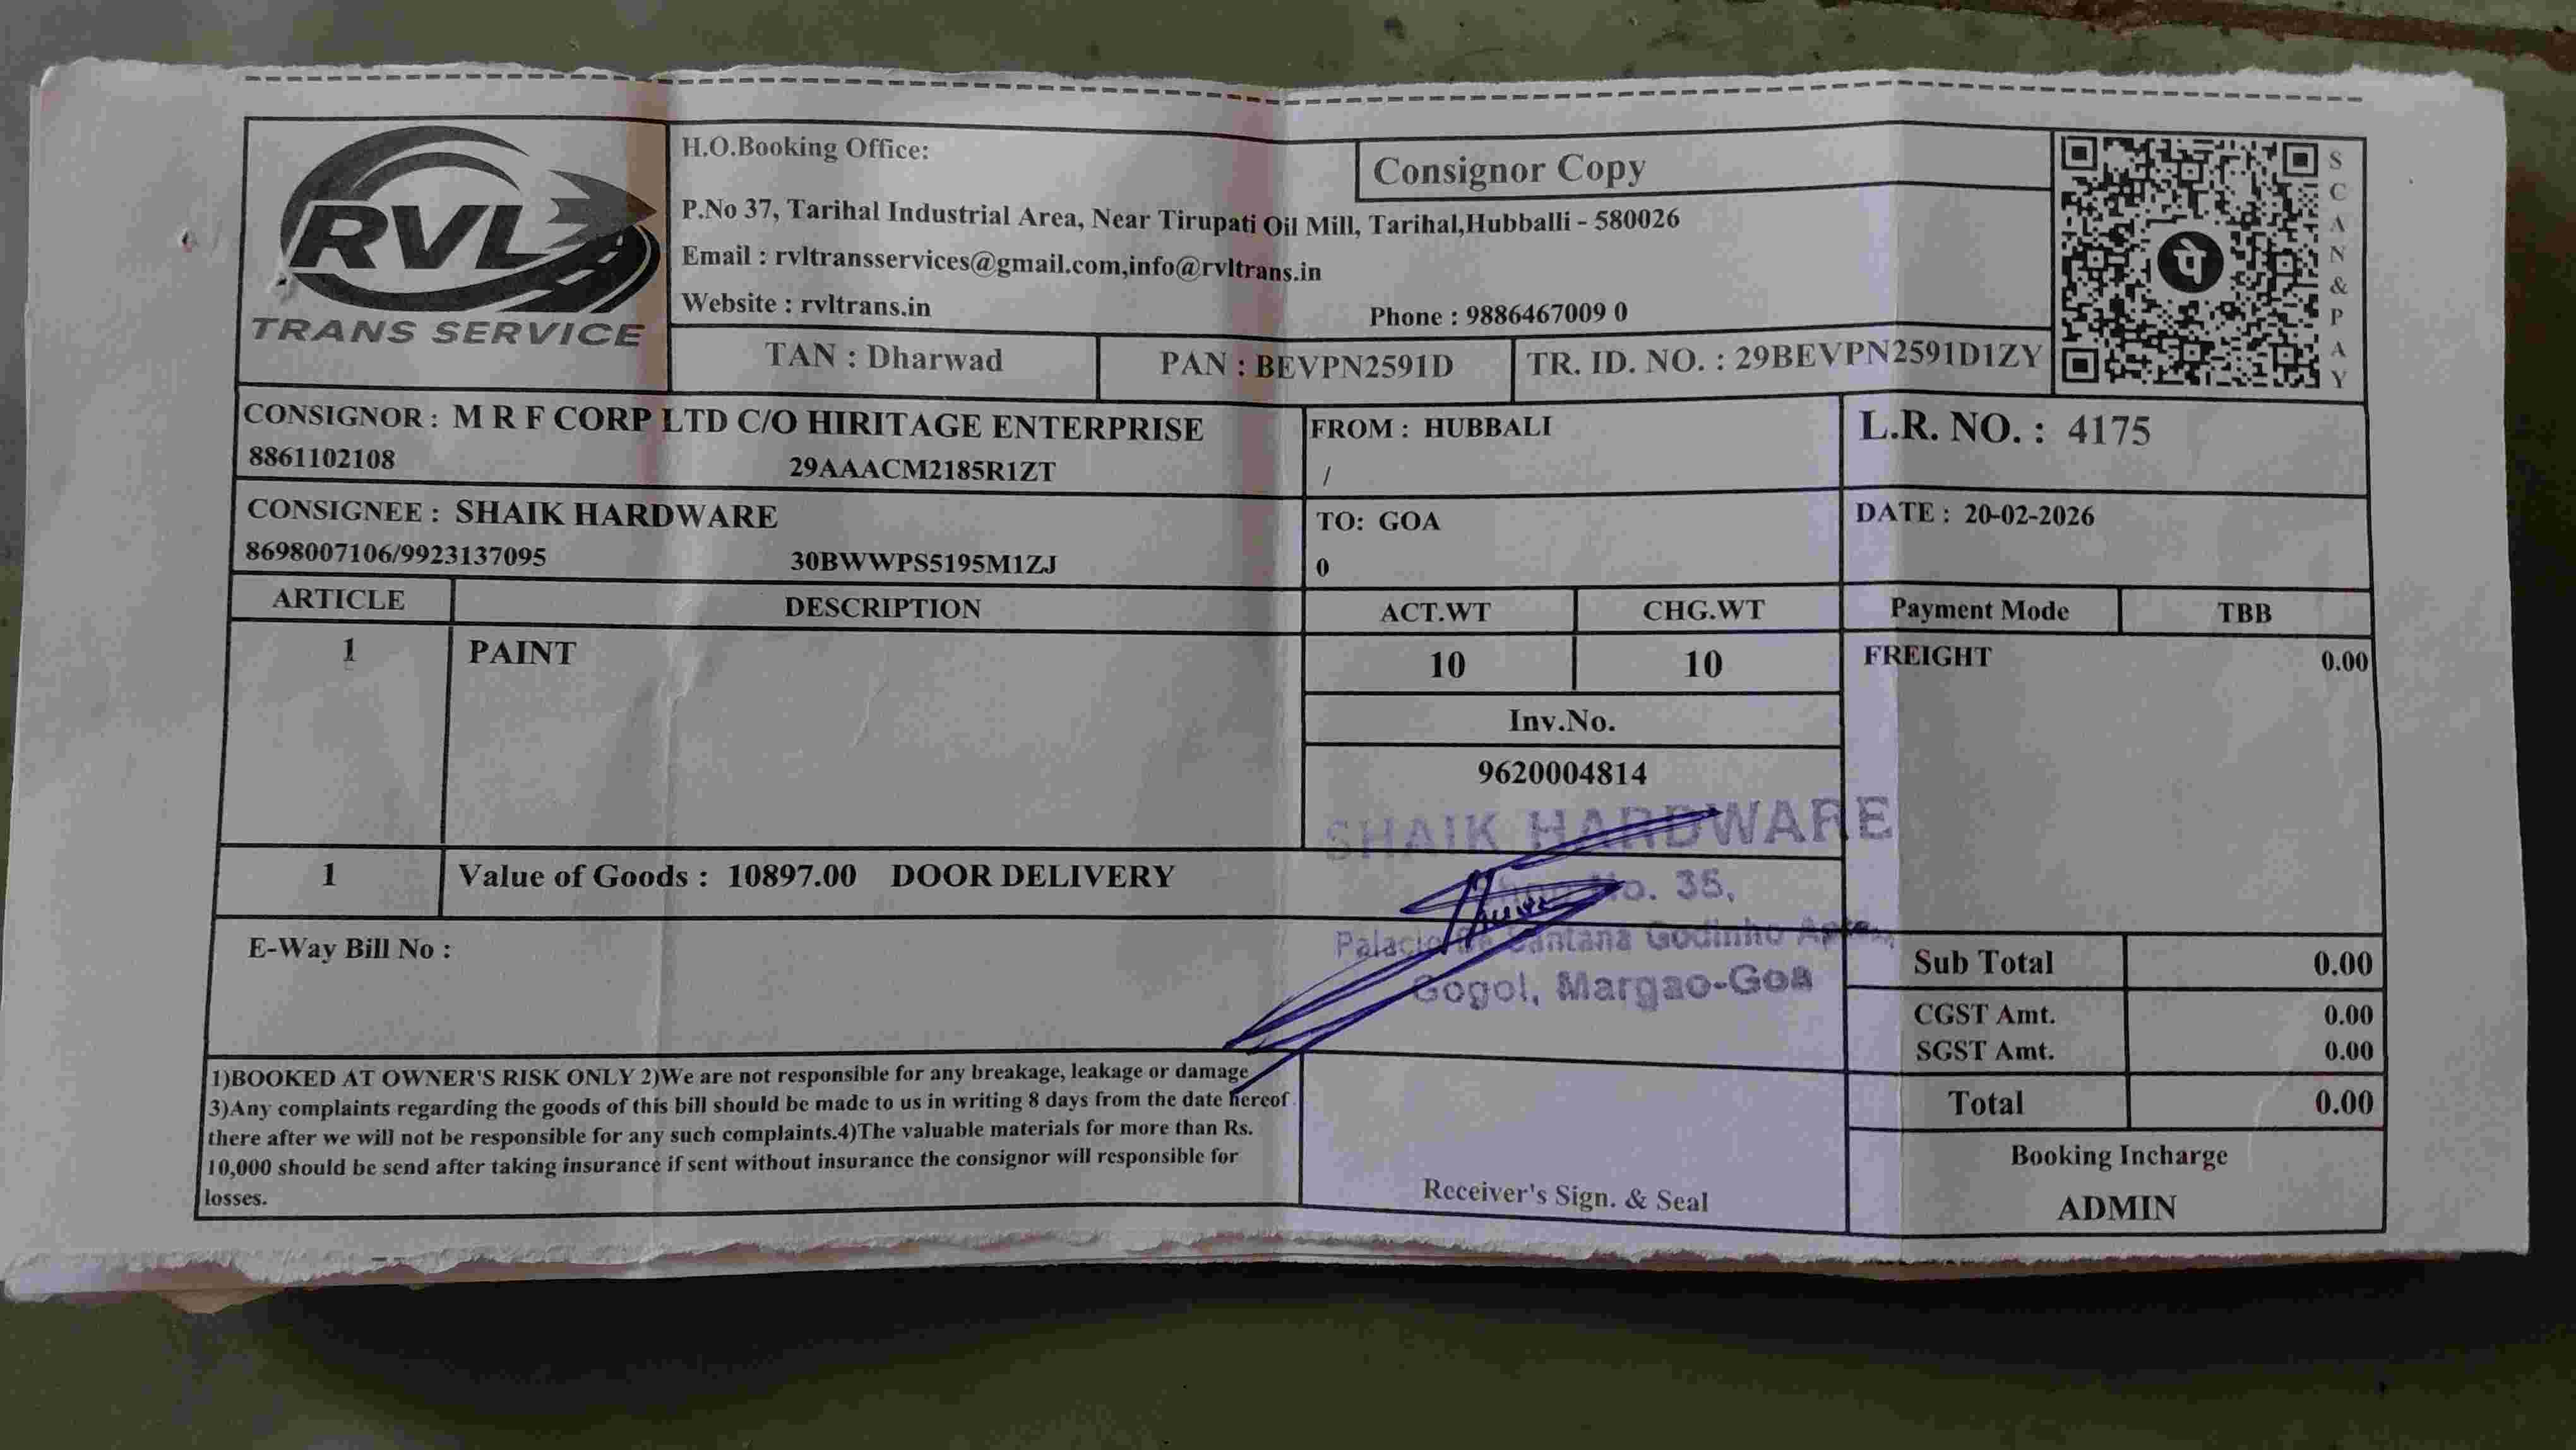 RVL
TRANS SERVICE
H.O.Booking Office:
Consignor Copy
P.No 37, Tarihal Industrial Area, Near Tirupati Oil Mill, Tarihal,Hubballi - 580026
Email : rvltransservices@gmail.com,info@rvltrans.in
Website : rvltrans.in Phone : 9886467009 0
SCAN&PAY
पे
TAN : Dharwad PAN : BEVPN2591D TR. ID. NO. : 29BEVPN2591D1ZY
CONSIGNOR : M R F CORP LTD C/O HIRITAGE ENTERPRISE FROM : HUBBALI L.R. NO. : 4175
8861102108 29AAACM2185R1ZT /
CONSIGNEE : SHAIK HARDWARE TO: GOA DATE : 20-02-2026
8698007106/9923137095 30BWWPS5195M1ZJ 0
ARTICLE DESCRIPTION ACT.WT CHG.WT Payment Mode TBB
1 PAINT 10 10 FREIGHT 0.00
Inv.No.
9620004814
SHAIK HARDWARE
1 Value of Goods : 10897.00 DOOR DELIVERY
No. 35,
Palacio De Santana Godinho Apts.,
Gogol, Margao-Goa
E-Way Bill No :
Sub Total 0.00
CGST Amt. 0.00
SGST Amt. 0.00
Total 0.00
1)BOOKED AT OWNER'S RISK ONLY 2)We are not responsible for any breakage, leakage or damage
3)Any complaints regarding the goods of this bill should be made to us in writing 8 days from the date hereof
there after we will not be responsible for any such complaints.4)The valuable materials for more than Rs.
10,000 should be send after taking insurance if sent without insurance the consignor will responsible for
losses.
Receiver's Sign. & Seal
Booking Incharge
ADMIN